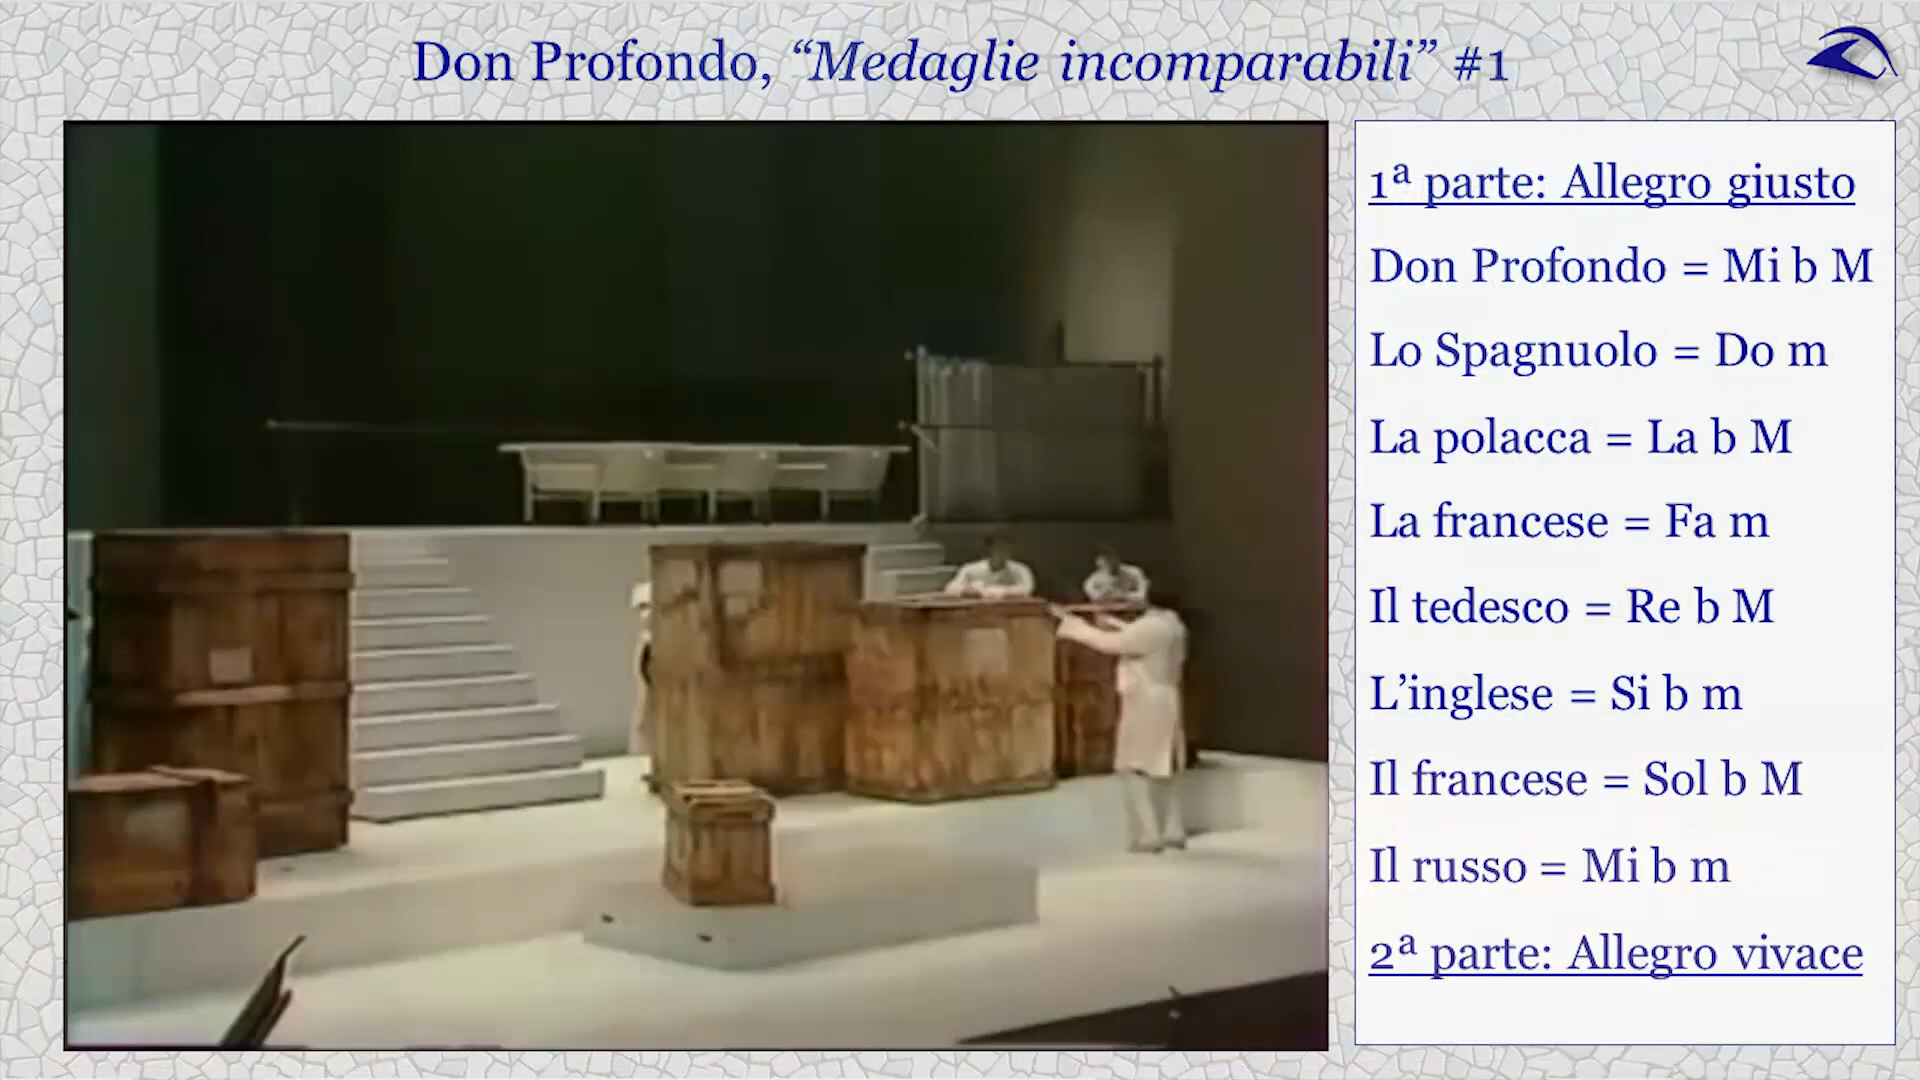 Don Profondo, “Medaglie incomparabili” #1
1ª parte: Allegro giusto
Don Profondo = Mi b M
Lo Spagnuolo = Do m
La polacca = La b M
La francese = Fa m
Il tedesco = Re b M
L’inglese = Si b m
Il francese = Sol b M
Il russo = Mi b m
2ª parte: Allegro vivace